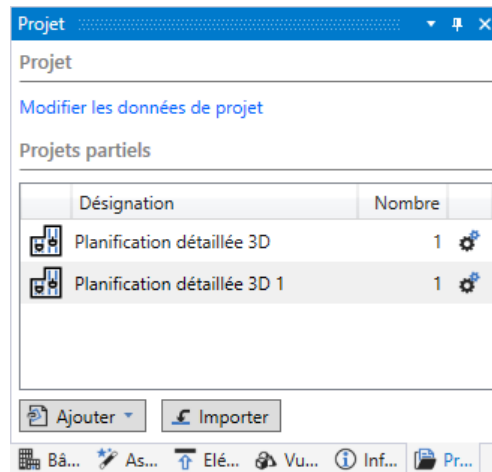 Projet
Projet
Modifier les données de projet
Projets partiels
Désignation Nombre
Planification détaillée 3D 1
Planification détaillée 3D 1 1
Ajouter Importer
Bâ... As... Elé... Vu... Inf... Pr...